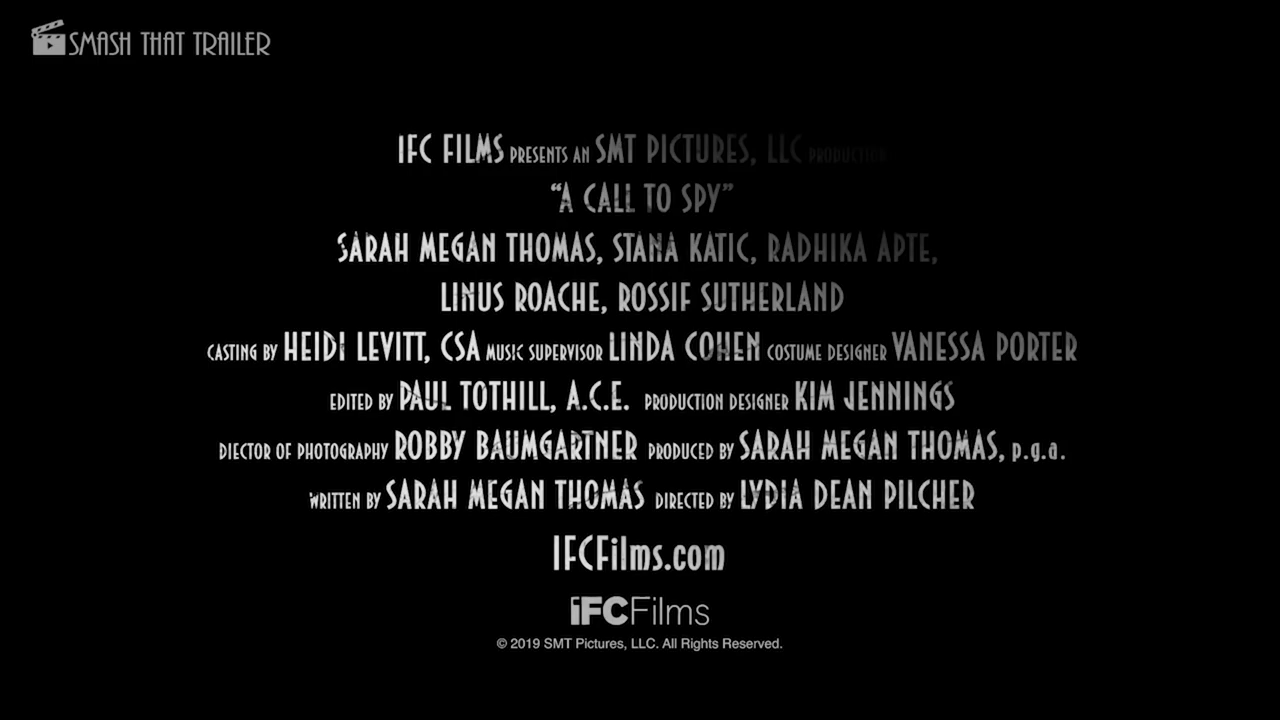 SMASH THAT TRAILER
IFC FILMS PRESENTS AN SMT PICTURES, LLC PRODUCTION
“A CALL TO SPY”
SARAH MEGAN THOMAS, STANA KATIC, RADHIKA APTE,
LINUS ROACHE, ROSSIF SUTHERLAND
CASTING BY HEIDI LEVITT, CSA MUSIC SUPERVISOR LINDA COHEN COSTUME DESIGNER VANESSA PORTER
EDITED BY PAUL TOTHILL, A.C.E. PRODUCTION DESIGNER KIM JENNINGS
DIECTOR OF PHOTOGRAPHY ROBBY BAUMGARTNER PRODUCED BY SARAH MEGAN THOMAS, p.g.a.
WRITTEN BY SARAH MEGAN THOMAS DIRECTED BY LYDIA DEAN PILCHER
IFCFilms.com
IFCFilms
© 2019 SMT Pictures, LLC. All Rights Reserved.